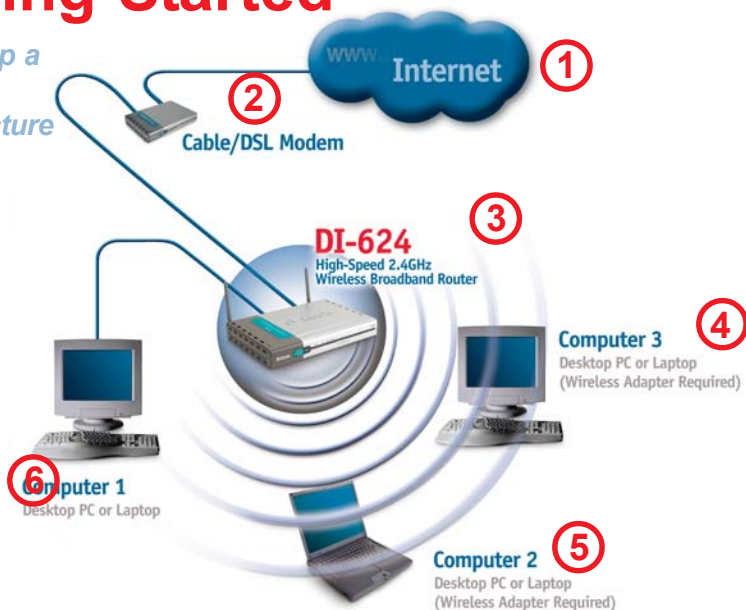 ing Started
p a
cture
www.
Internet
1
2
Cable/DSL Modem
3
DI-624
High-Speed 2.4GHz
Wireless Broadband Router
4
Computer 3
Desktop PC or Laptop
(Wireless Adapter Required)
6
Computer 1
Desktop PC or Laptop
5
Computer 2
Desktop PC or Laptop
(Wireless Adapter Required)